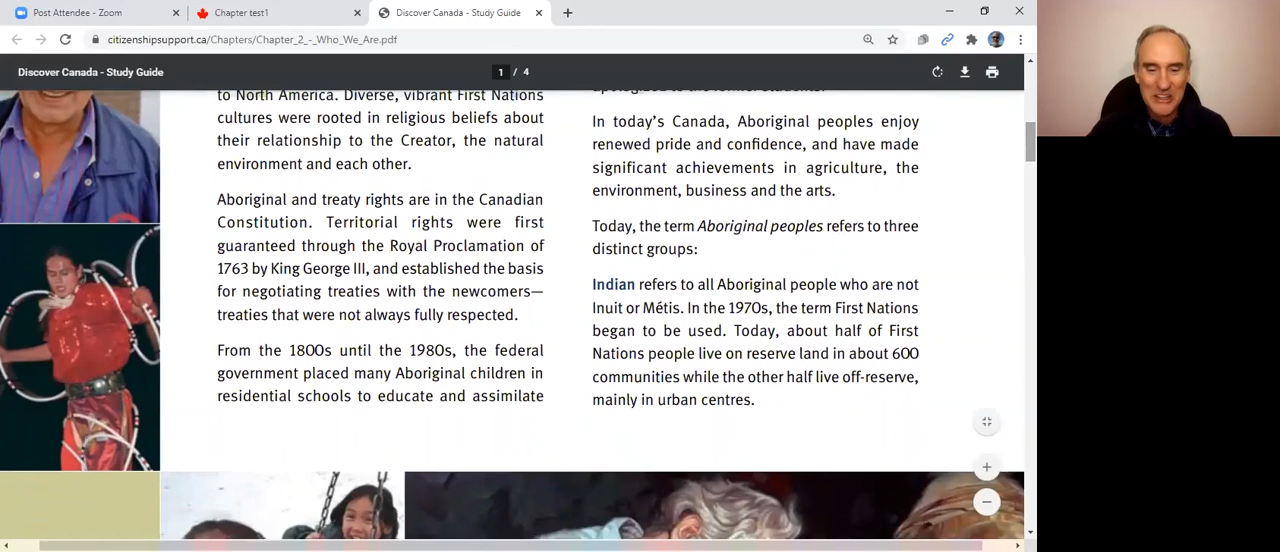 Post Attendee - Zoom
Chapter test1
Discover Canada - Study Guide
citizenshipsupport.ca/Chapters/Chapter_2_-_Who_We_Are.pdf
Discover Canada - Study Guide
1 / 4
to North America. Diverse, vibrant First Nations
cultures were rooted in religious beliefs about
their relationship to the Creator, the natural
environment and each other.
Aboriginal and treaty rights are in the Canadian
Constitution. Territorial rights were first
guaranteed through the Royal Proclamation of
1763 by King George III, and established the basis
for negotiating treaties with the newcomers—
treaties that were not always fully respected.
From the 1800s until the 1980s, the federal
government placed many Aboriginal children in
residential schools to educate and assimilate
apologized to the former students.
In today's Canada, Aboriginal peoples enjoy
renewed pride and confidence, and have made
significant achievements in agriculture, the
environment, business and the arts.
Today, the term Aboriginal peoples refers to three
distinct groups:
Indian refers to all Aboriginal people who are not
Inuit or Métis. In the 1970s, the term First Nations
began to be used. Today, about half of First
Nations people live on reserve land in about 600
communities while the other half live off-reserve,
mainly in urban centres.